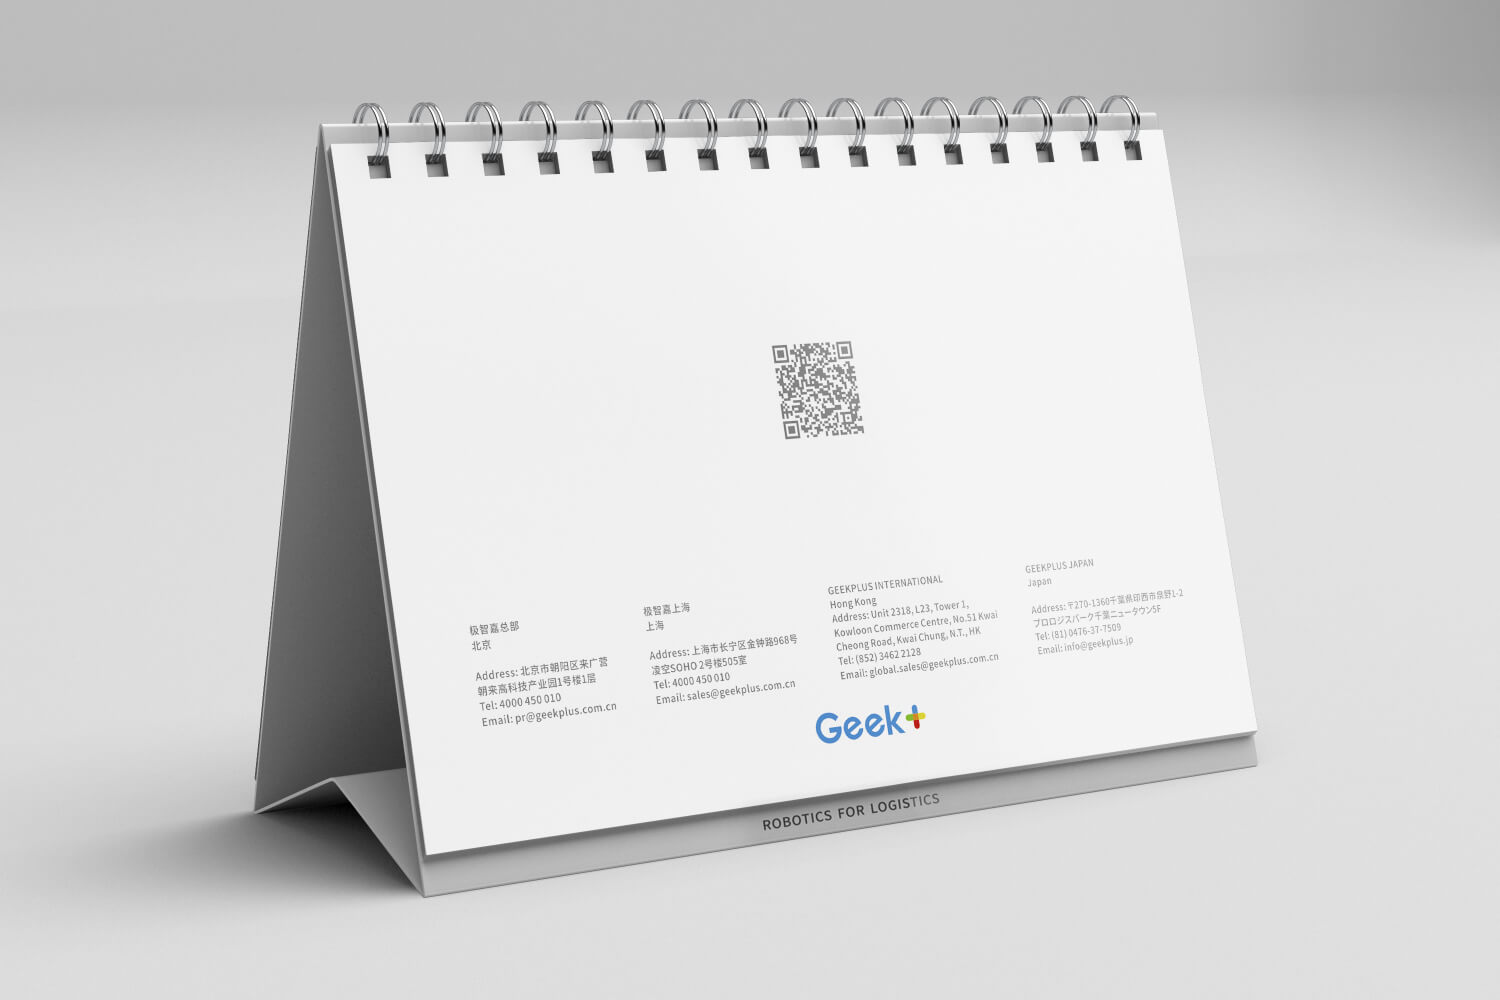 极智嘉总部
北京
Address: 北京市朝阳区来广营
朝来高科技产业园1号楼1层
Tel: 4000 450 010
Email: pr@geekplus.com.cn
极智嘉上海
上海
Address: 上海市长宁区金钟路968号
凌空SOHO 2号楼505室
Tel: 4000 450 010
Email: sales@geekplus.com.cn
GEEKPLUS INTERNATIONAL
Hong Kong
Address: Unit 2318, L23, Tower 1,
Kowloon Commerce Centre, No.51 Kwai
Cheong Road, Kwai Chung, N.T., HK
Tel: (852) 3462 2128
Email: global.sales@geekplus.com.cn
GEEKPLUS JAPAN
Japan
Address: 〒270-1360千葉県印西市泉野1-2
プロロジスパーク千葉ニュータウン5F
Tel: (81) 0476-37-7509
Email: info@geekplus.jp
Geek+
ROBOTICS FOR LOGISTICS